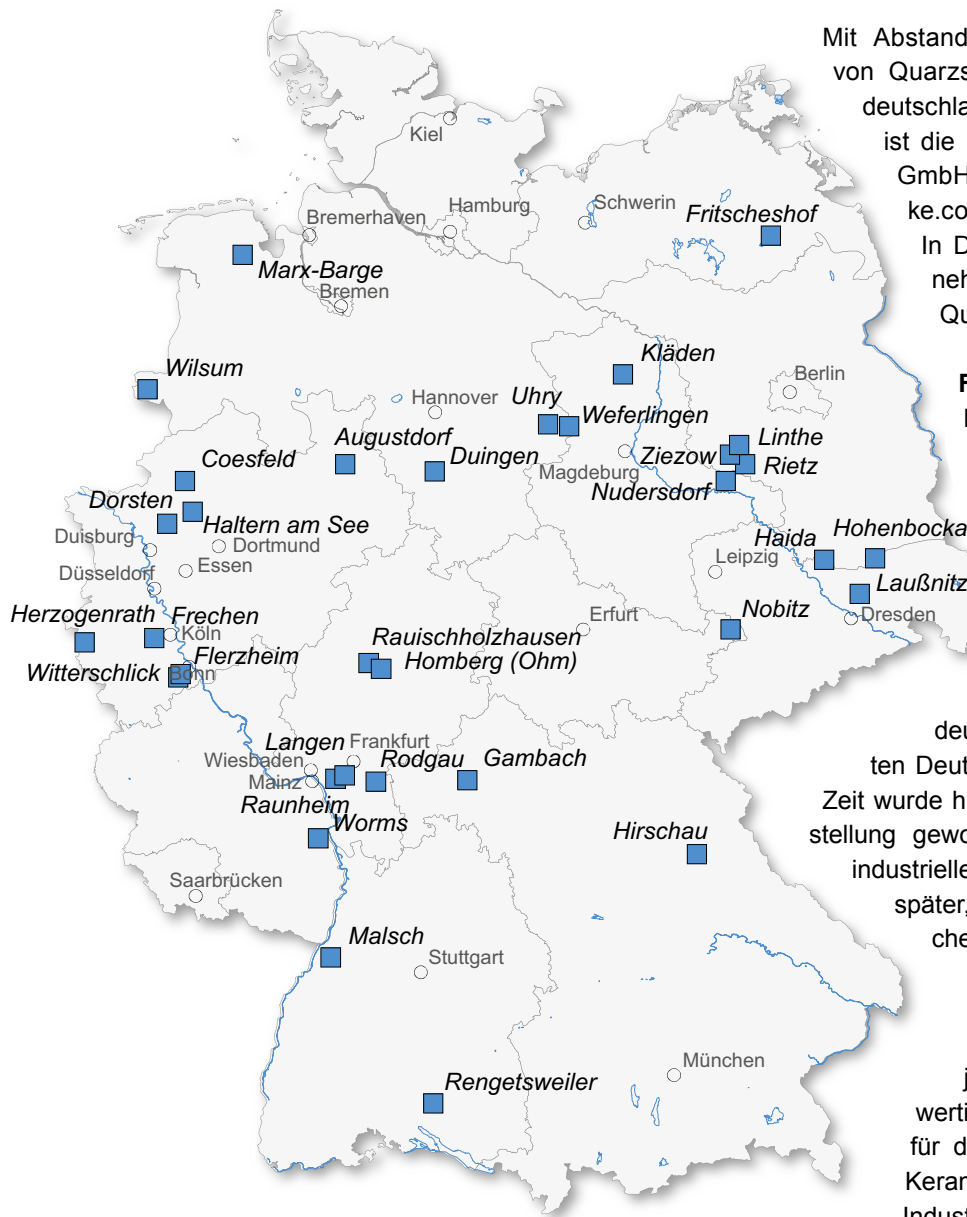 Kiel
Bremerhaven
Hamburg
Schwerin
Fritscheshof
Marx-Barge
Bremen
Wilsum
Kläden
Berlin
Hannover
Uhry
Weferlingen
Augustdorf
Duingen
Magdeburg
Ziezow
Linthe
Rietz
Nudersdorf
Coesfeld
Dorsten
Haltern am See
Duisburg
Dortmund
Essen
Düsseldorf
Haida
Hohenbocka
Leipzig
Laußnitz
Dresden
Nobitz
Erfurt
Herzogenrath
Frechen
Köln
Rauischholzhausen
Homberg (Ohm)
Witterschlick
Flerzheim
Bonn
Langen
Frankfurt
Wiesbaden
Mainz
Rodgau
Gambach
Raunheim
Worms
Hirschau
Saarbrücken
Malsch
Stuttgart
München
Rengetsweiler
Mit Abstand
von Quarzs
deutschla
ist die
GmbH
ke.co
In D
neh
Qu
F
deu
ten Deut
Zeit wurde h
stellung gewo
industrielle
später,
che
j
werti
für d
Keran
Indust